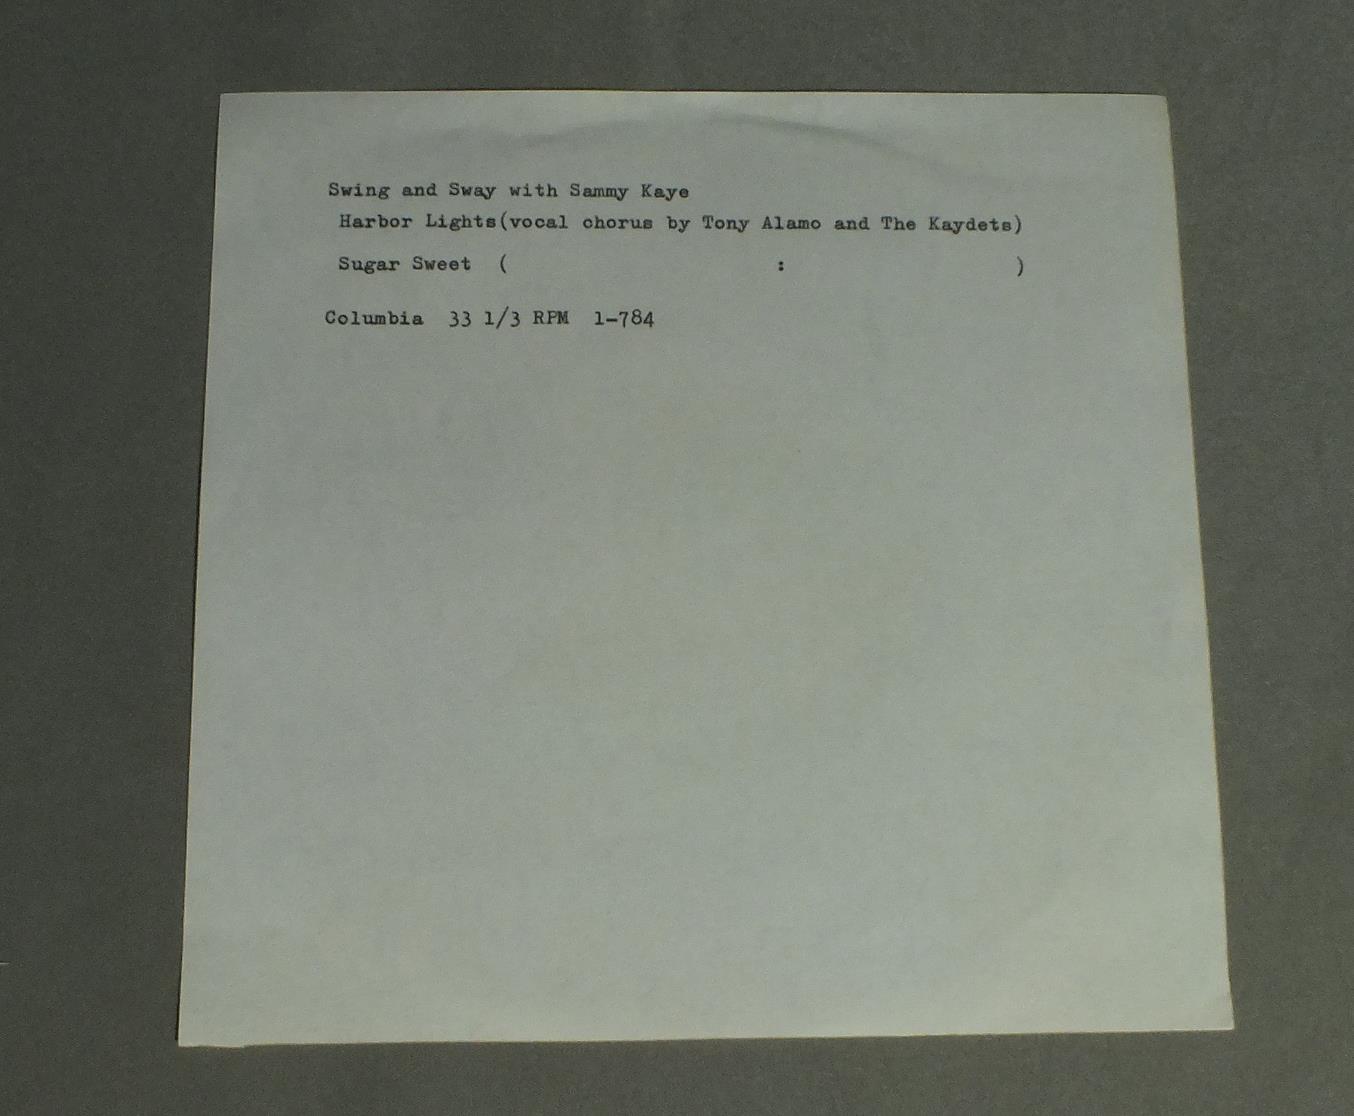 Swing and Sway with Sammy Kaye
Harbor Lights(vocal chorus by Tony Alamo and The Kaydets)
Sugar Sweet ( : )
Columbia 33 1/3 RPM 1-784